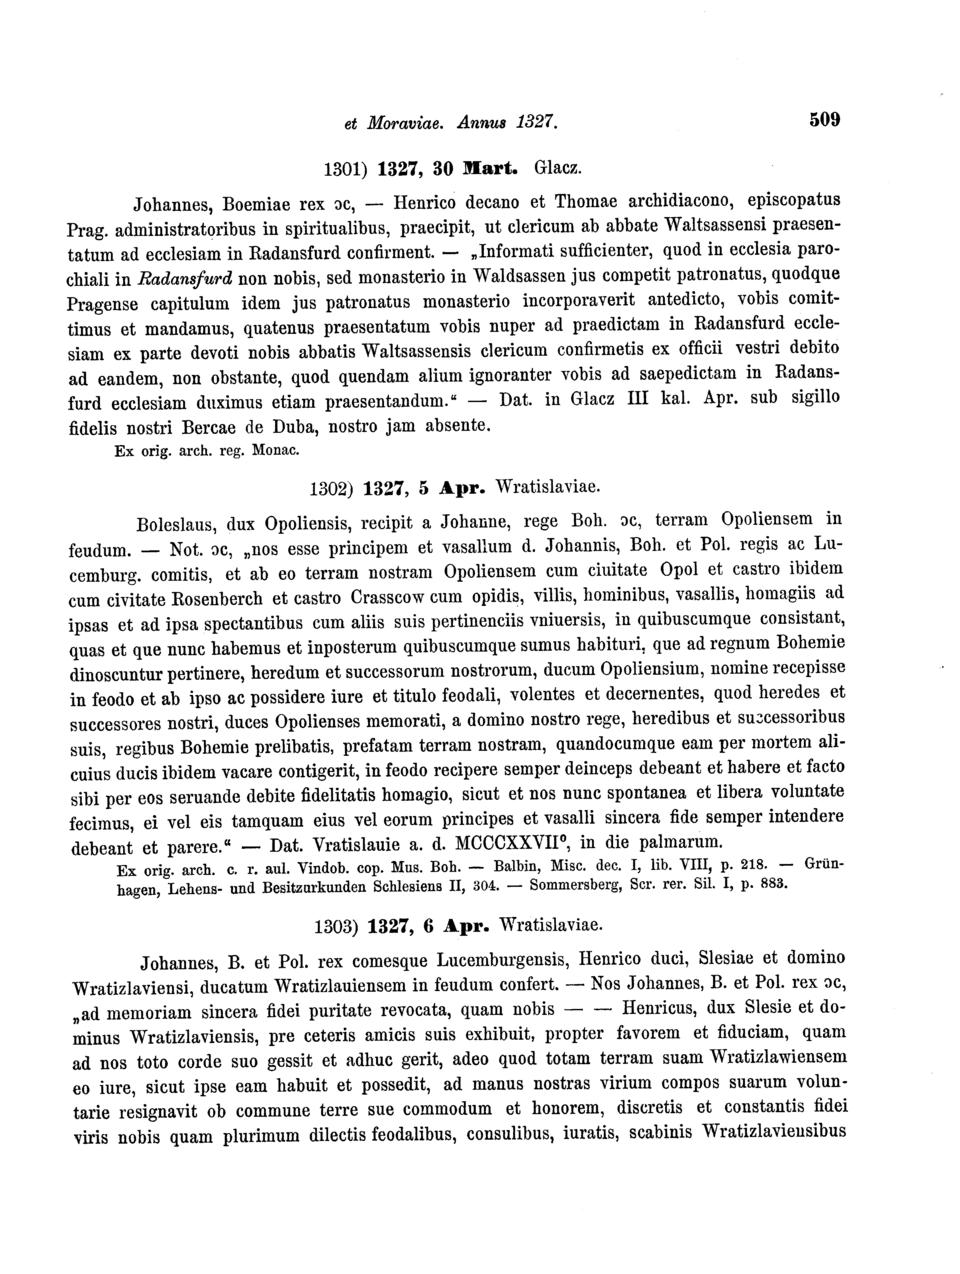 et Moraviae. Annus 1327. 509
1301) 1327, 30 Mart. Glacz.
Johannes, Boemiae rex ɔc, — Henrico decano et Thomae archidiacono, episcopatus
Prag. administratoribus in spiritualibus, praecipit, ut clericum ab abbate Waltsassensi praesen-
tatum ad ecclesiam in Radansfurd confirment. — „Informati sufficienter, quod in ecclesia paro-
chiali in Radansfurd non nobis, sed monasterio in Waldsassen jus competit patronatus, quodque
Pragense capitulum idem jus patronatus monasterio incorporaverit antedicto, vobis comit-
timus et mandamus, quatenus praesentatum vobis nuper ad praedictam in Radansfurd eccle-
siam ex parte devoti nobis abbatis Waltsassensis clericum confirmetis ex officii vestri debito
ad eandem, non obstante, quod quendam alium ignoranter vobis ad saepedictam in Radans-
furd ecclesiam duximus etiam praesentandum.“ — Dat. in Glacz III kal. Apr. sub sigillo
fidelis nostri Bercae de Duba, nostro jam absente.
Ex orig. arch. reg. Monac.
1302) 1327, 5 Apr. Wratislaviae.
Boleslaus, dux Opoliensis, recipit a Johanne, rege Boh. ɔc, terram Opoliensem in
feudum. — Not. ɔc, „nos esse principem et vasallum d. Johannis, Boh. et Pol. regis ac Lu-
cemburg. comitis, et ab eo terram nostram Opoliensem cum ciuitate Opol et castro ibidem
cum civitate Rosenberch et castro Crasscow cum opidis, villis, hominibus, vasallis, homagiis ad
ipsas et ad ipsa spectantibus cum aliis suis pertinenciis vniuersis, in quibuscumque consistant,
quas et que nunc habemus et inposterum quibuscumque sumus habituri, que ad regnum Bohemie
dinoscuntur pertinere, heredum et successorum nostrorum, ducum Opoliensium, nomine recepisse
in feodo et ab ipso ac possidere iure et titulo feodali, volentes et decernentes, quod heredes et
successores nostri, duces Opolienses memorati, a domino nostro rege, heredibus et successoribus
suis, regibus Bohemie prelibatis, prefatam terram nostram, quandocumque eam per mortem ali-
cuius ducis ibidem vacare contigerit, in feodo recipere semper deinceps debeant et habere et facto
sibi per eos seruande debite fidelitatis homagio, sicut et nos nunc spontanea et libera voluntate
fecimus, ei vel eis tamquam eius vel eorum principes et vasalli sincera fide semper intendere
debeant et parere.“ — Dat. Vratislauie a. d. MCCCXXVII⁰, in die palmarum.
Ex orig. arch. c. r. aul. Vindob. cop. Mus. Boh. — Balbin, Misc. dec. I, lib. VIII, p. 218. — Grün-
hagen, Lehens- und Besitzurkunden Schlesiens II, 304. — Sommersberg, Scr. rer. Sil. I, p. 883.
1303) 1327, 6 Apr. Wratislaviae.
Johannes, B. et Pol. rex comesque Lucemburgensis, Henrico duci, Slesiae et domino
Wratizlaviensi, ducatum Wratizlauiensem in feudum confert. — Nos Johannes, B. et Pol. rex ɔc,
„ad memoriam sincera fidei puritate revocata, quam nobis — — Henricus, dux Slesie et do-
minus Wratizlaviensis, pre ceteris amicis suis exhibuit, propter favorem et fiduciam, quam
ad nos toto corde suo gessit et adhuc gerit, adeo quod totam terram suam Wratizlawiensem
eo iure, sicut ipse eam habuit et possedit, ad manus nostras virium compos suarum volun-
tarie resignavit ob commune terre sue commodum et honorem, discretis et constantis fidei
viris nobis quam plurimum dilectis feodalibus, consulibus, iuratis, scabinis Wratizlaviensibus